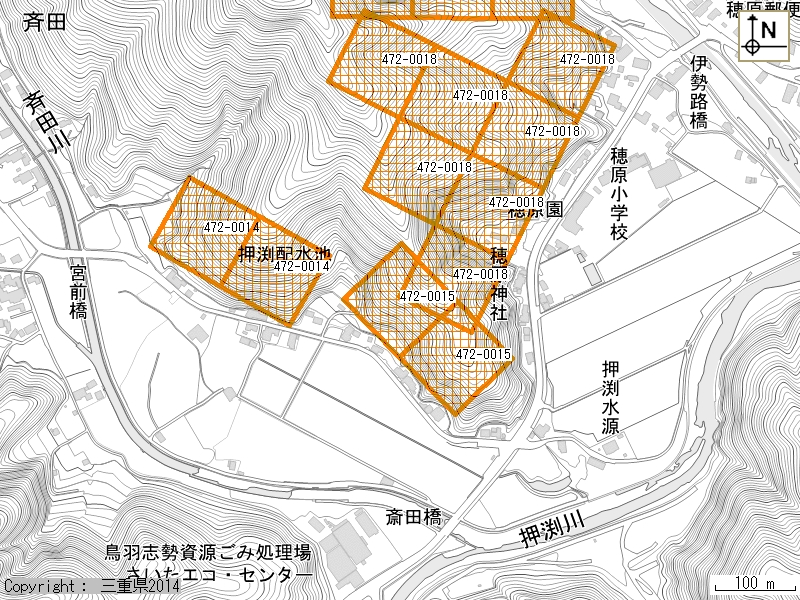 斉田
穂原郵便
N
472-0018
472-0018
伊勢路橋
472-0018
斉田川
472-0018
穂原小学校
472-0018
472-0018
穂原園
472-0014
押渕配水池
472-0014
穂
神社
472-0018
宮前橋
472-0015
472-0015
押渕水源
斎田橋
押渕川
鳥羽志勢資源ごみ処理場
さいたエコ・センター
Copyright : 三重県2014
100 m